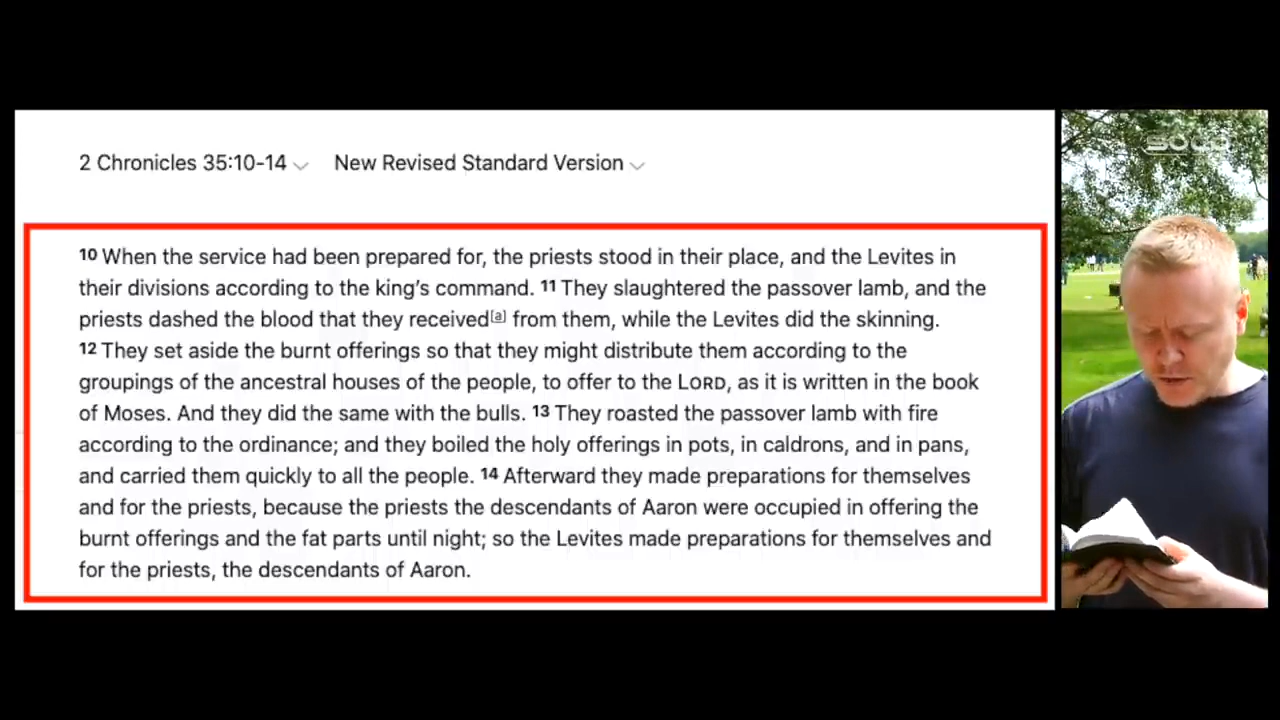 2 Chronicles 35:10-14 New Revised Standard Version
SOCO
10 When the service had been prepared for, the priests stood in their place, and the Levites in
their divisions according to the king’s command. 11 They slaughtered the passover lamb, and the
priests dashed the blood that they received[a] from them, while the Levites did the skinning.
12 They set aside the burnt offerings so that they might distribute them according to the
groupings of the ancestral houses of the people, to offer to the LORD, as it is written in the book
of Moses. And they did the same with the bulls. 13 They roasted the passover lamb with fire
according to the ordinance; and they boiled the holy offerings in pots, in caldrons, and in pans,
and carried them quickly to all the people. 14 Afterward they made preparations for themselves
and for the priests, because the priests the descendants of Aaron were occupied in offering the
burnt offerings and the fat parts until night; so the Levites made preparations for themselves and
for the priests, the descendants of Aaron.